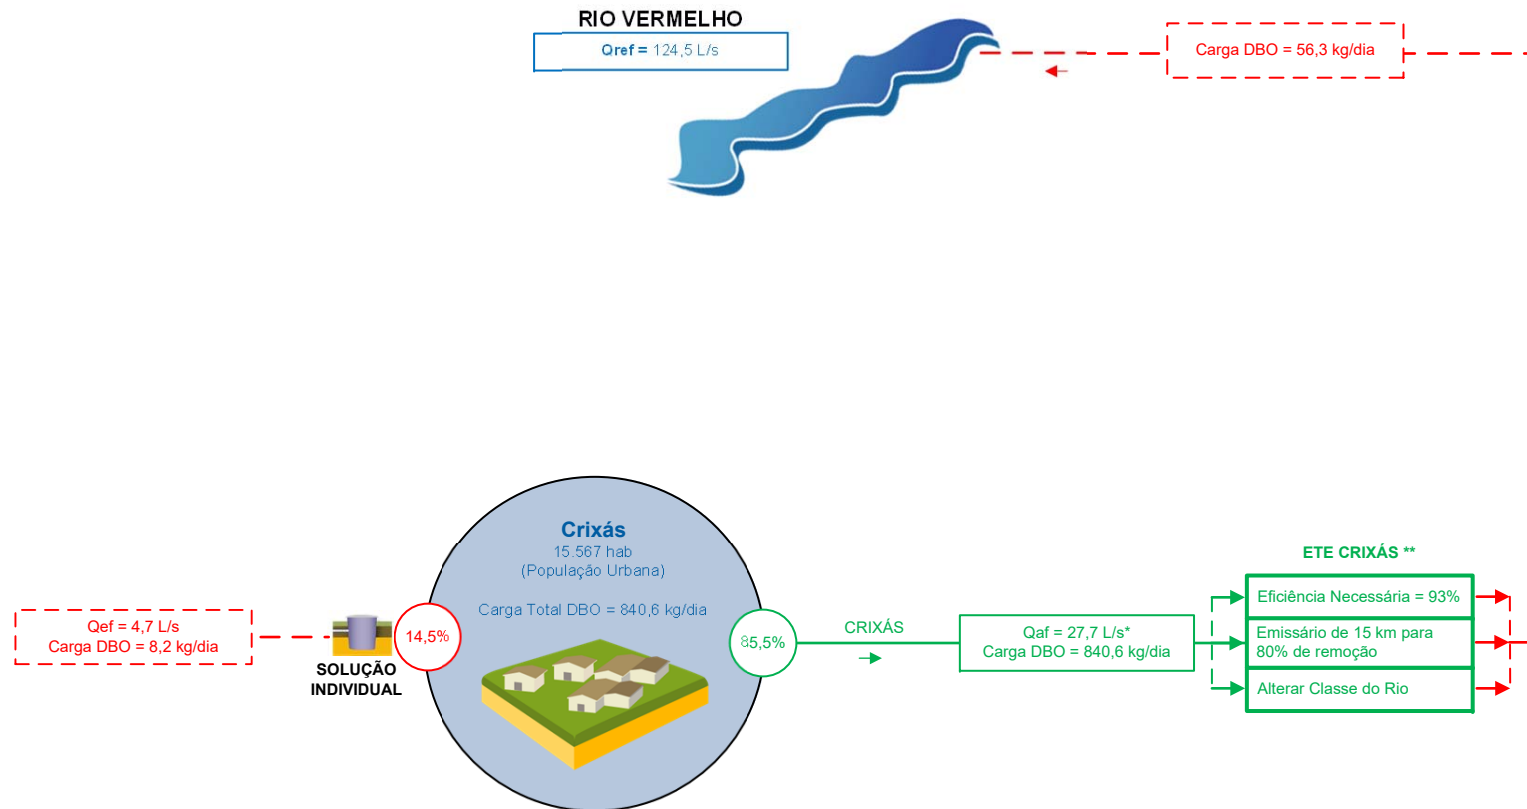 RIO VERMELHO
Qref = 124,5 L/s
Carga DBO = 56,3 kg/dia
Crixás
15.567 hab
(População Urbana)
Carga Total DBO = 840,6 kg/dia
Qef = 4,7 L/s
Carga DBO = 8,2 kg/dia
SOLUÇÃO
INDIVIDUAL
14,5%
85,5%
CRIXÁS
Qaf = 27,7 L/s*
Carga DBO = 840,6 kg/dia
ETE CRIXÁS **
Eficiência Necessária = 93%
Emissário de 15 km para
80% de remoção
Alterar Classe do Rio